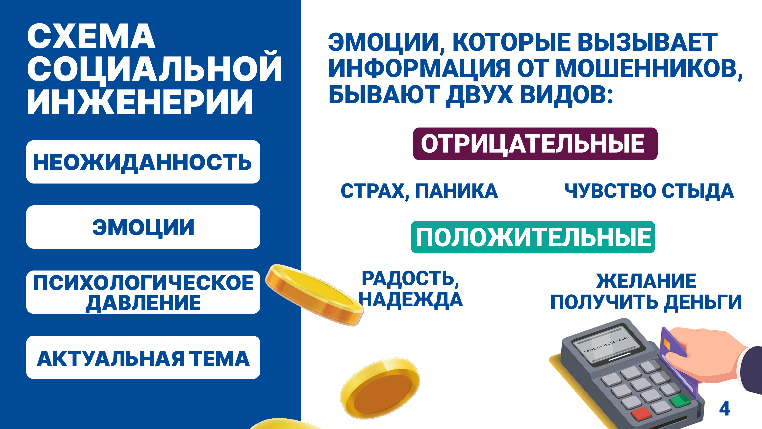 СХЕМА
СОЦИАЛЬНОЙ
ИНЖЕНЕРИИ
НЕОЖИДАННОСТЬ
ЭМОЦИИ
ПСИХОЛОГИЧЕСКОЕ
ДАВЛЕНИЕ
АКТУАЛЬНАЯ ТЕМА
ЭМОЦИИ, КОТОРЫЕ ВЫЗЫВАЕТ
ИНФОРМАЦИЯ ОТ МОШЕННИКОВ,
БЫВАЮТ ДВУХ ВИДОВ:
ОТРИЦАТЕЛЬНЫЕ
СТРАХ, ПАНИКА
ЧУВСТВО СТЫДА
ПОЛОЖИТЕЛЬНЫЕ
РАДОСТЬ,
НАДЕЖДА
ЖЕЛАНИЕ
ПОЛУЧИТЬ ДЕНЬГИ
4